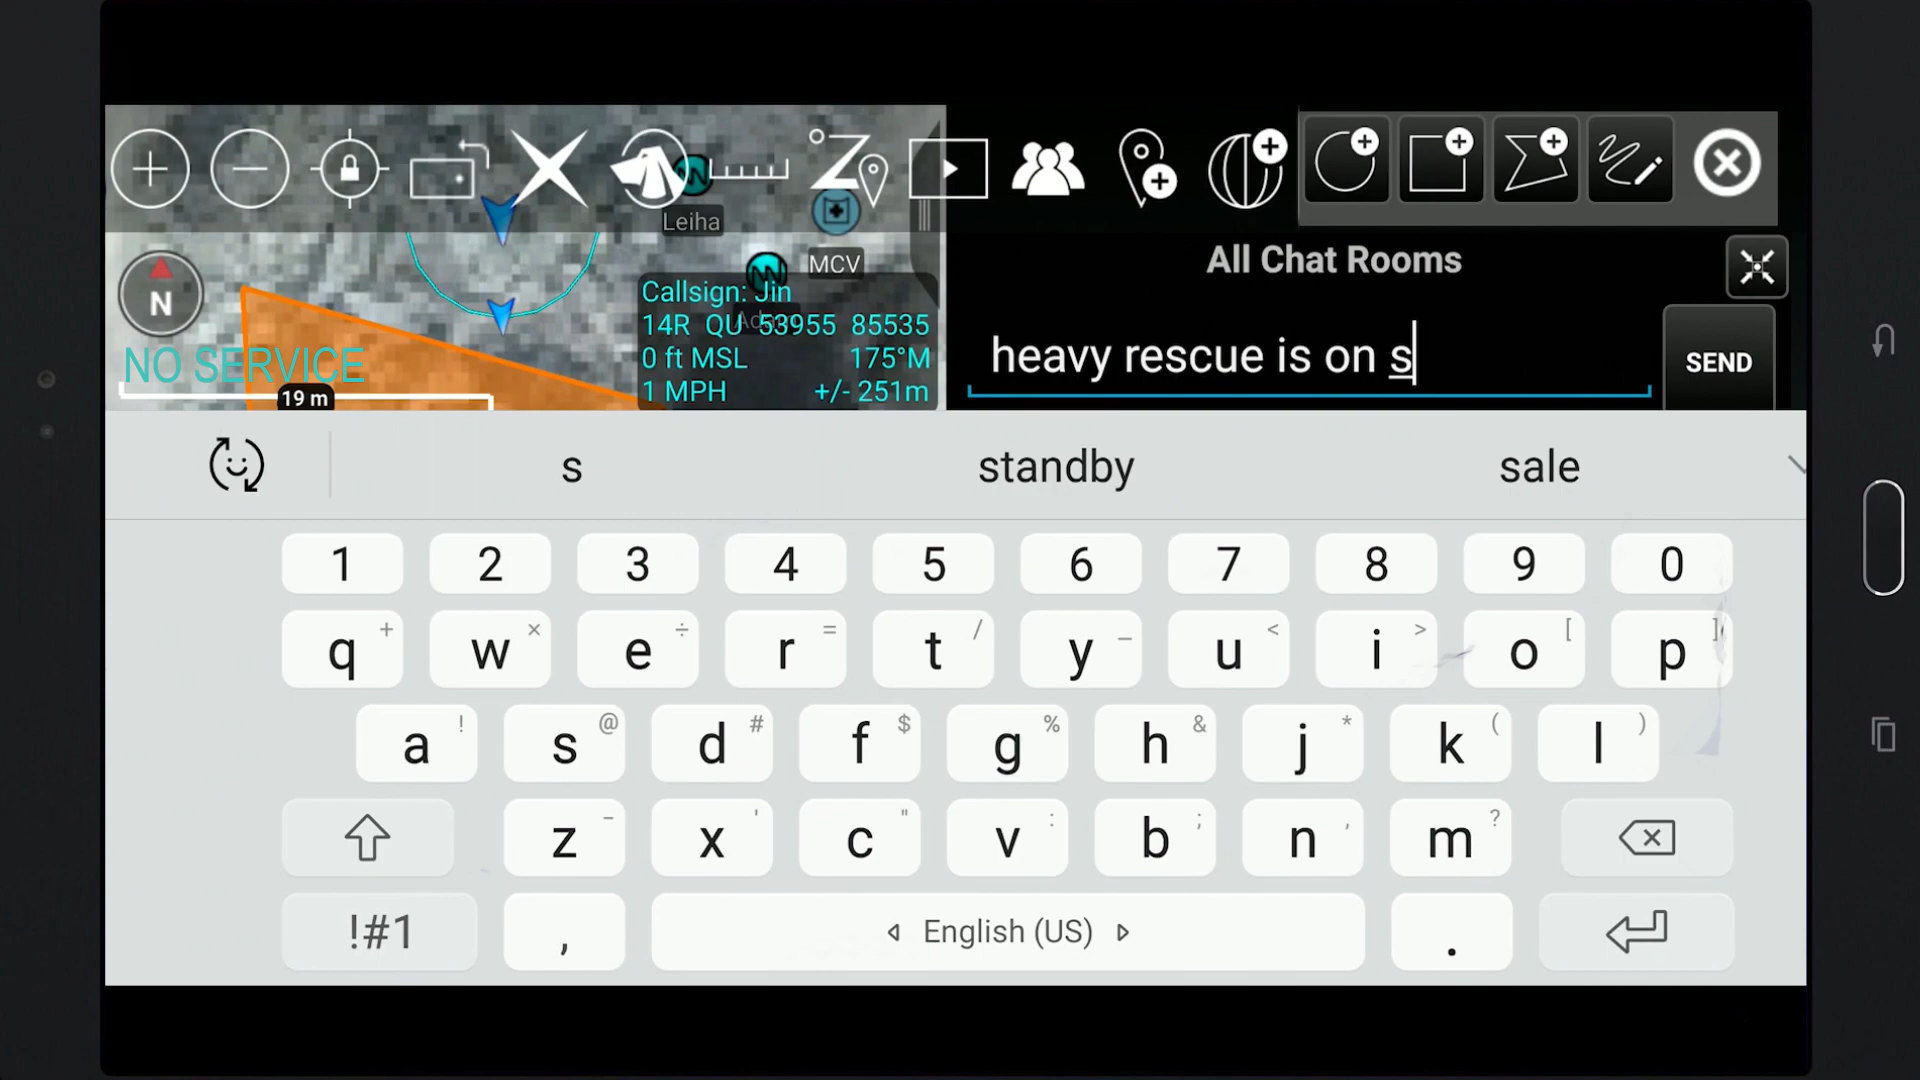 Leiha
MCV
N
NO SERVICE
19 m
Callsign: Jin
14R QU 53955 85535
0 ft MSL 175°M
1 MPH +/- 251m
All Chat Rooms
heavy rescue is on s
SEND
s standby sale
1 2 3 4 5 6 7 8 9 0
q + w × e ÷ r = t / y _ u < i > o [ p ]
a ! s @ d # f $ g % h & j * k ( l )
z - x ' c " v : b ; n , m ?
!#1 , English (US) .